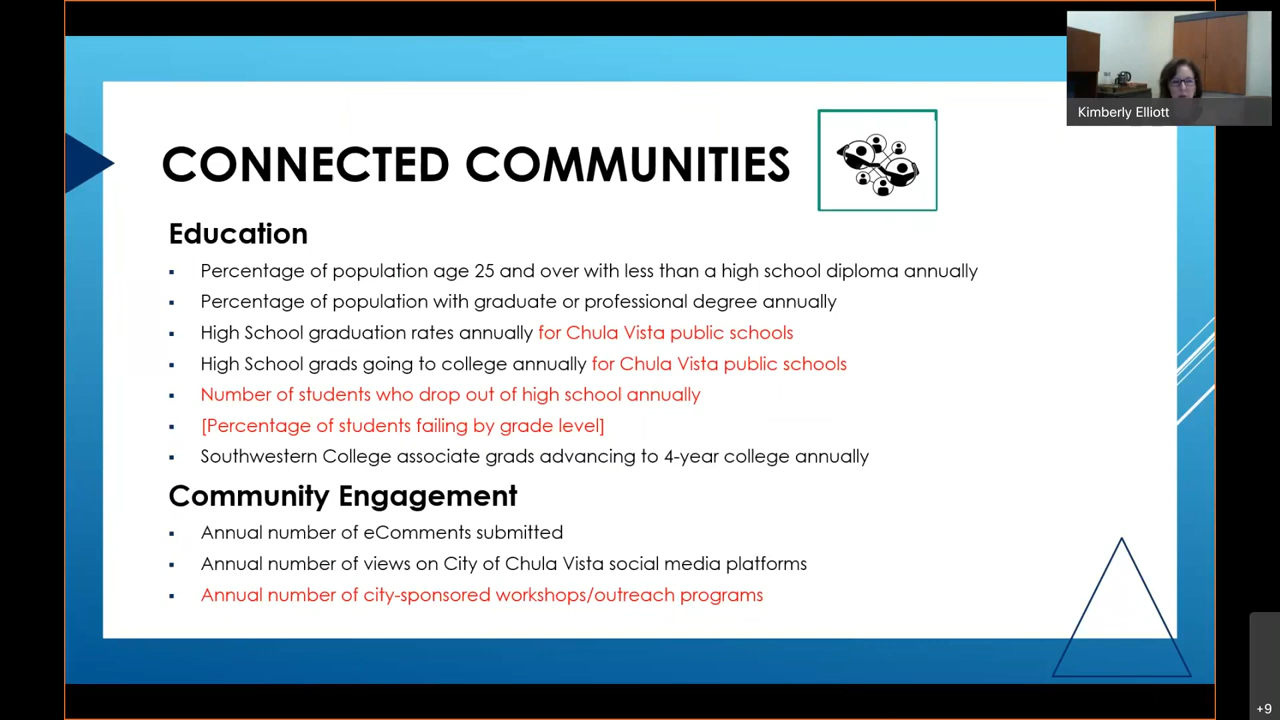 Kimberly Elliott
CONNECTED COMMUNITIES
Education
▪ Percentage of population age 25 and over with less than a high school diploma annually
▪ Percentage of population with graduate or professional degree annually
▪ High School graduation rates annually for Chula Vista public schools
▪ High School grads going to college annually for Chula Vista public schools
▪ Number of students who drop out of high school annually
▪ [Percentage of students failing by grade level]
▪ Southwestern College associate grads advancing to 4-year college annually
Community Engagement
▪ Annual number of eComments submitted
▪ Annual number of views on City of Chula Vista social media platforms
▪ Annual number of city-sponsored workshops/outreach programs
+9